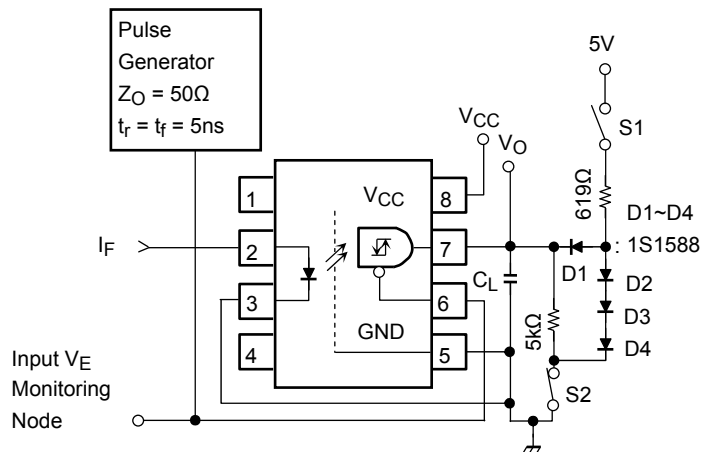 Pulse
Generator
ZO = 50Ω
tr = tf = 5ns
5V
S1
VCC
VO
619Ω
1
VCC
8
D1~D4
: 1S1588
IF
2
7
D1
D2
CL
3
6
5kΩ
D3
GND
4
5
D4
Input VE
Monitoring
Node
S2